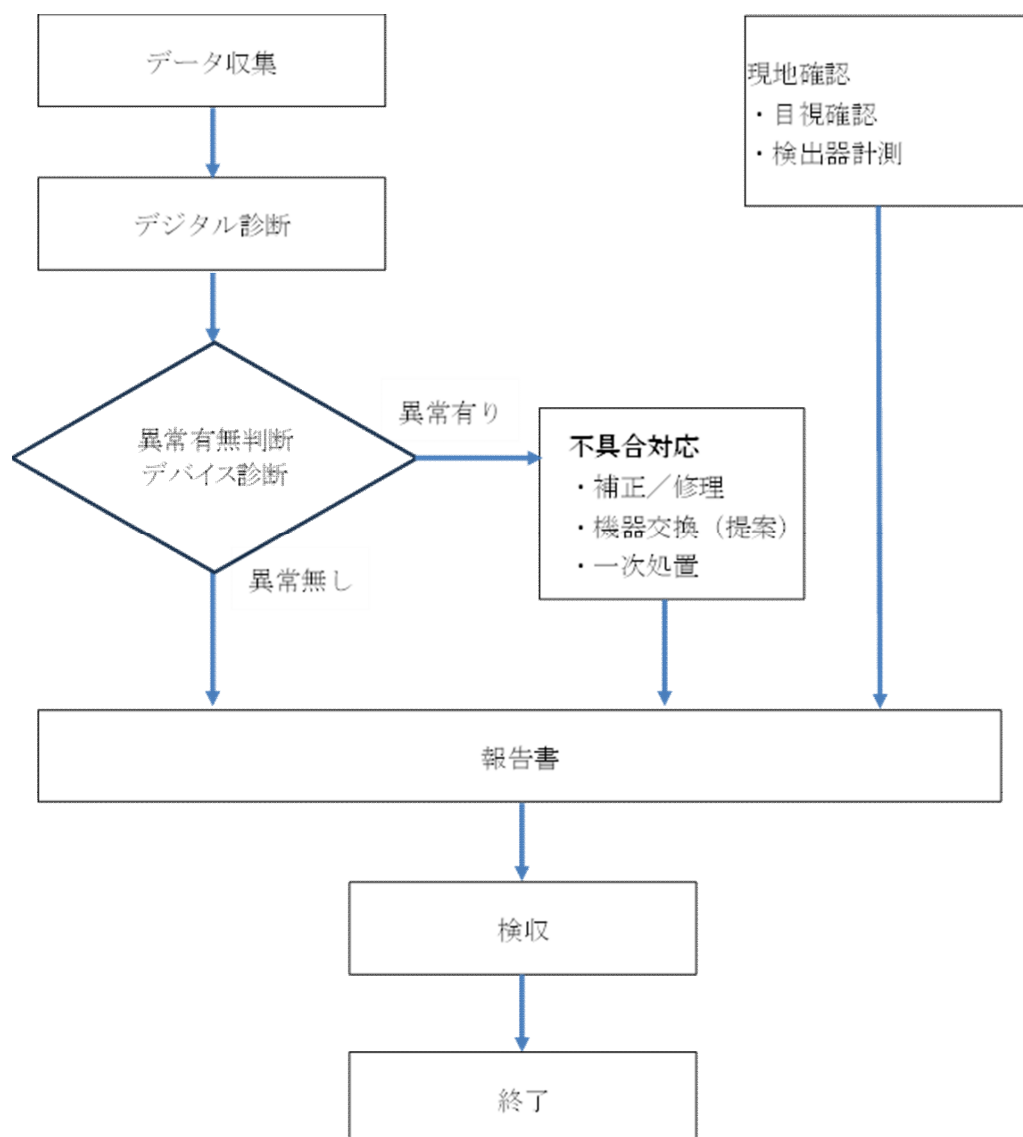 データ収集
現地確認
・目視確認
・検出器計測
デジタル診断
異常有無判断
デバイス診断
異常有り
不具合対応
・補正／修理
・機器交換（提案）
・一次処置
異常無し
報告書
検収
終了